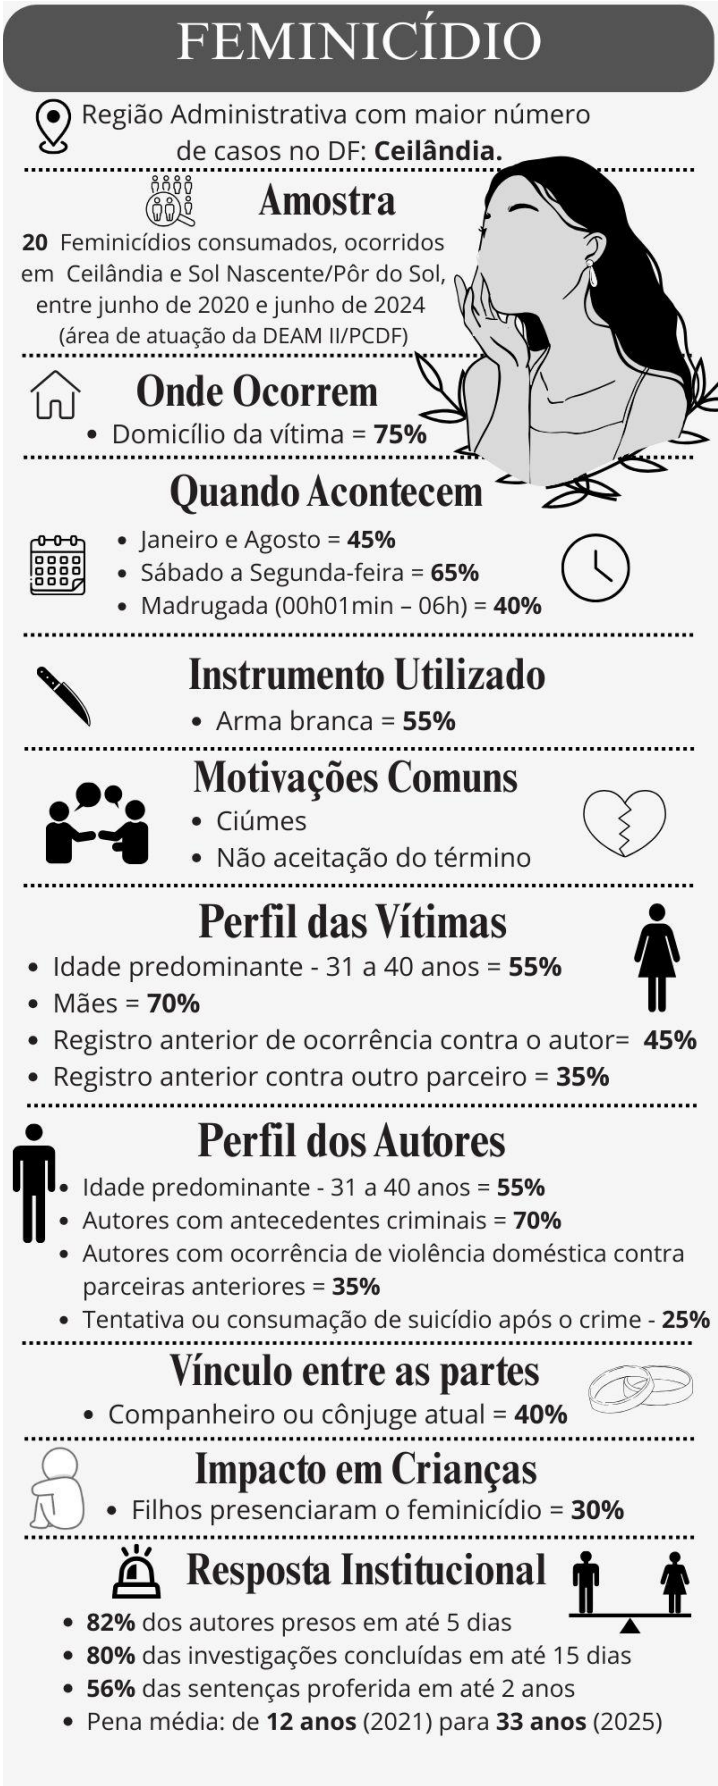 FEMINICÍDIO
Região Administrativa com maior número
de casos no DF: Ceilândia.
Amostra
20 Feminicídios consumados, ocorridos
em Ceilândia e Sol Nascente/Pôr do Sol,
entre junho de 2020 e junho de 2024
(área de atuação da DEAM II/PCDF)
Onde Ocorrem
• Domicílio da vítima = 75%
Quando Acontecem
• Janeiro e Agosto = 45%
• Sábado a Segunda-feira = 65%
• Madrugada (00h01min – 06h) = 40%
Instrumento Utilizado
• Arma branca = 55%
Motivações Comuns
• Ciúmes
• Não aceitação do término
Perfil das Vítimas
• Idade predominante - 31 a 40 anos = 55%
• Mães = 70%
• Registro anterior de ocorrência contra o autor= 45%
• Registro anterior contra outro parceiro = 35%
Perfil dos Autores
• Idade predominante - 31 a 40 anos = 55%
• Autores com antecedentes criminais = 70%
• Autores com ocorrência de violência doméstica contra
parceiras anteriores = 35%
• Tentativa ou consumação de suicídio após o crime - 25%
Vínculo entre as partes
• Companheiro ou cônjuge atual = 40%
Impacto em Crianças
• Filhos presenciaram o feminicídio = 30%
Resposta Institucional
• 82% dos autores presos em até 5 dias
• 80% das investigações concluídas em até 15 dias
• 56% das sentenças proferida em até 2 anos
• Pena média: de 12 anos (2021) para 33 anos (2025)